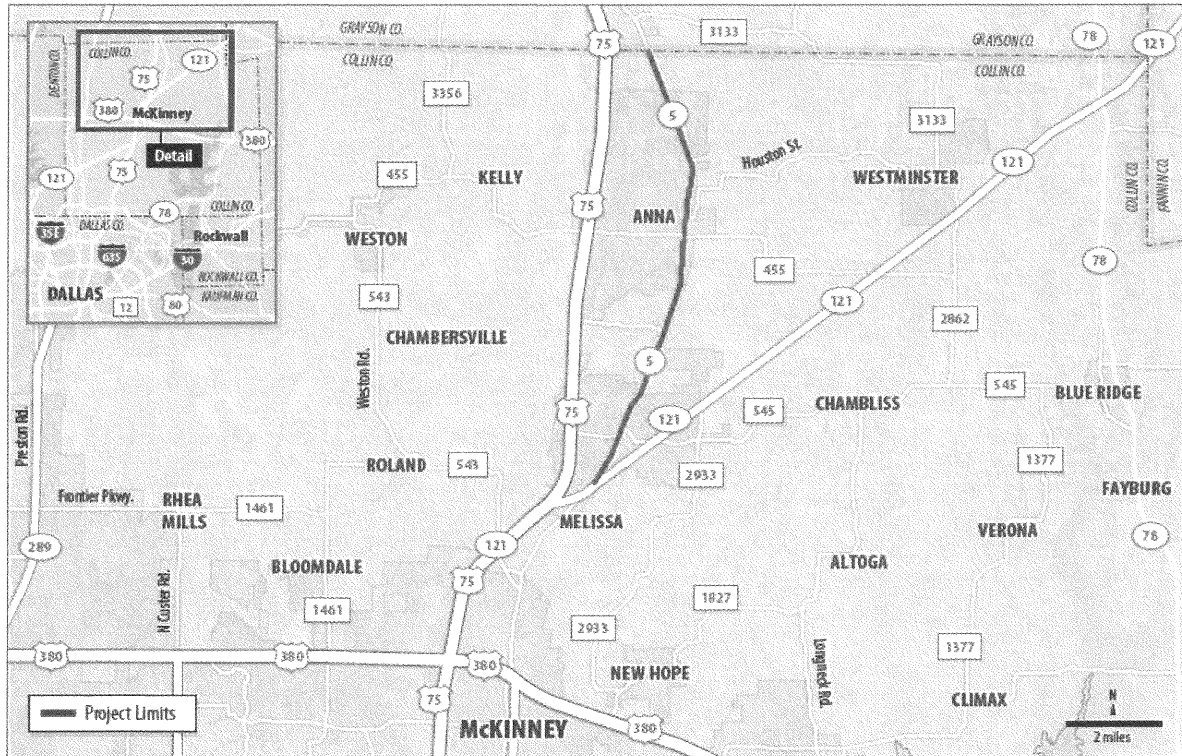 GRAYSON CO.
COLLIN CO.
75
3133
GRAYSON CO.
COLLIN CO.
78
121
DENTON CO.
COLLIN CO.
121
75
380
McKinney
Detail
380
75
121
78
COLLIN CO.
DALLAS CO.
35E
635
30
Rockwall
ROCKWALL CO.
KAUFMAN CO.
DALLAS
12
80
3356
5
3133
Houston St.
121
455
KELLY
WESTMINSTER
COLLIN CO.
FANNIN CO.
75
ANNA
WESTON
78
455
543
121
2862
CHAMBERSVILLE
Weston Rd.
5
545
BLUE RIDGE
Preston Rd.
75
121
545
CHAMBLISS
ROLAND
543
2933
1377
Frontier Pkwy.
RHEA
MILLS
1461
FAYBURG
MELISSA
VERONA
289
121
78
BLOOMDALE
75
ALTOGA
N Custer Rd.
1461
1827
2933
380
380
380
1377
Longneck Rd.
NEW HOPE
75
CLIMAX
N
Project Limits
McKINNEY
380
2 miles